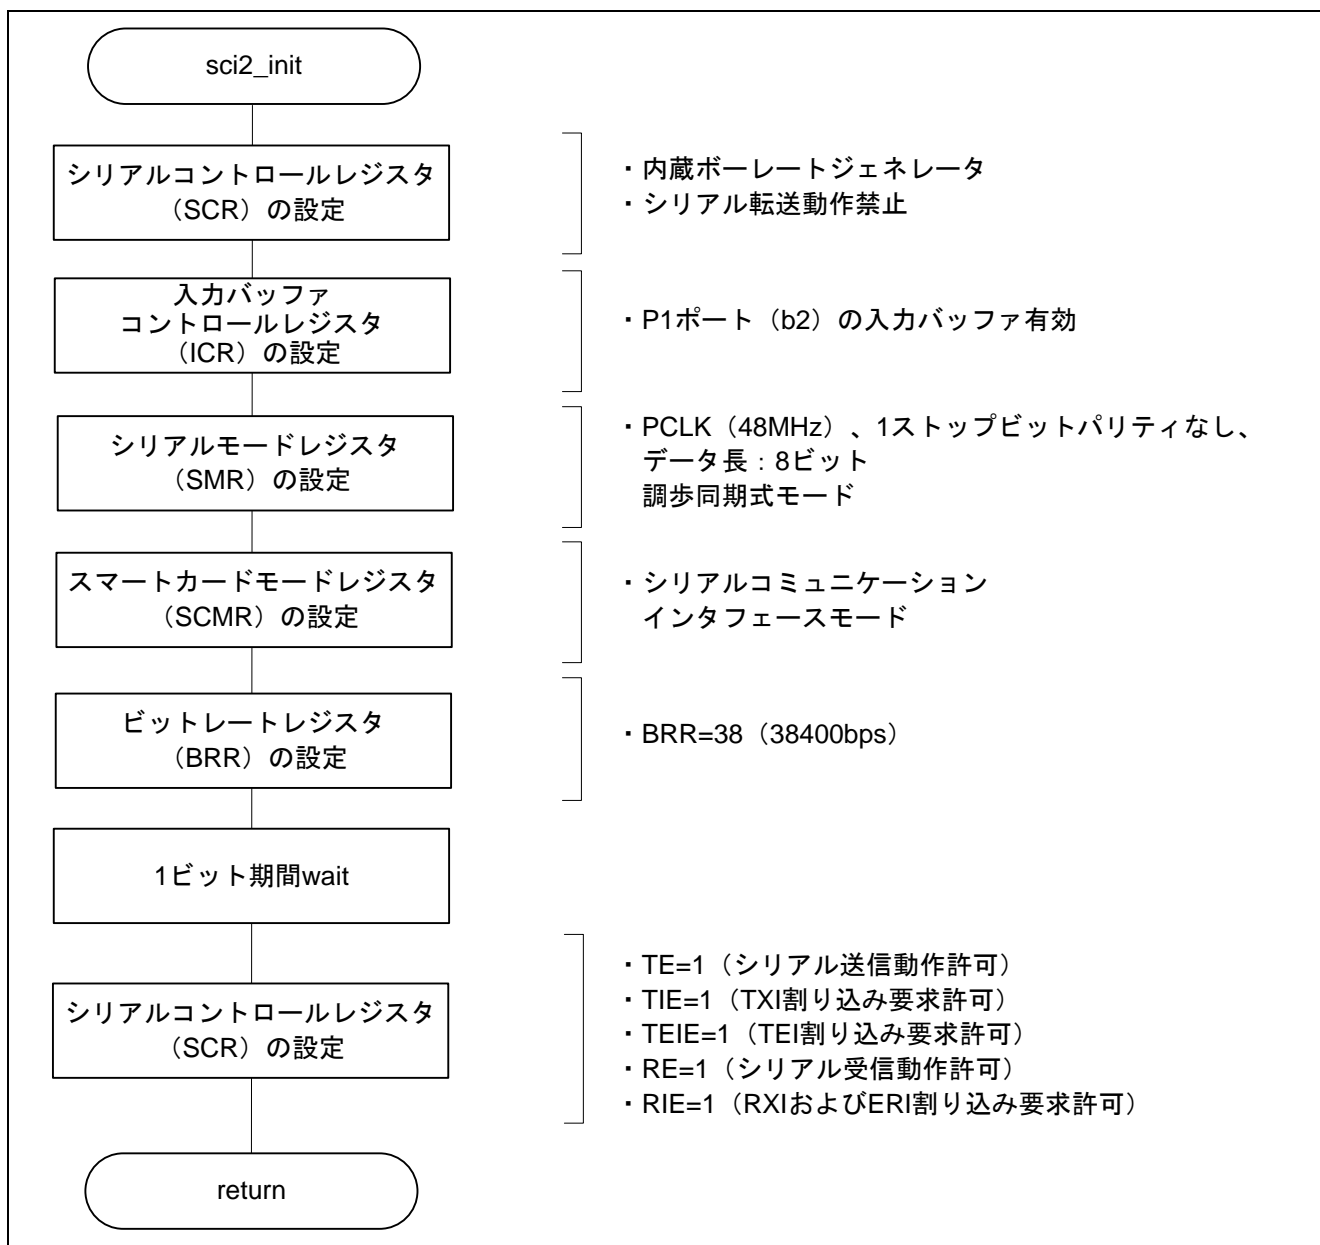 sci2_init
シリアルコントロールレジスタ
（SCR）の設定
・内蔵ボーレートジェネレータ
・シリアル転送動作禁止
入力バッファ
コントロールレジスタ
（ICR）の設定
・P1ポート（b2）の入力バッファ有効
シリアルモードレジスタ
（SMR）の設定
・PCLK（48MHz）、1ストップビットパリティなし、
データ長：8ビット
調歩同期式モード
スマートカードモードレジスタ
（SCMR）の設定
・シリアルコミュニケーション
インタフェースモード
ビットレートレジスタ
（BRR）の設定
・BRR=38（38400bps）
1ビット期間wait
シリアルコントロールレジスタ
（SCR）の設定
・TE=1（シリアル送信動作許可）
・TIE=1（TXI割り込み要求許可）
・TEIE=1（TEI割り込み要求許可）
・RE=1（シリアル受信動作許可）
・RIE=1（RXIおよびERI割り込み要求許可）
return